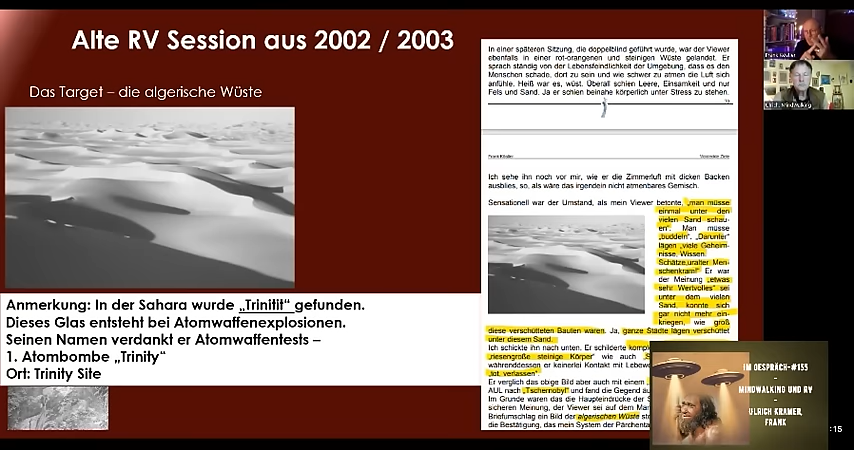 Alte RV Session aus 2002 / 2003
Das Target – die algerische Wüste
Anmerkung: In der Sahara wurde „Trinitit“ gefunden.
Dieses Glas entsteht bei Atomwaffenexplosionen.
Seinen Namen verdankt er Atomwaffentests –
1. Atombombe „Trinity“
Ort: Trinity Site
In einer späteren Sitzung, die doppelblind geführt wurde, war der Viewer
ebenfalls in einer rot-orangenen und steinigen Wüste gelandet. Er
sprach ständig von der Lebensfeindlichkeit der Umgebung, dass es den
Menschen schade, dort zu sein und wie schwer zu atmen die Luft sich
anfühle. Heiß war es, wüst. Überall schien Leere, Einsamkeit und nur
Fels und Sand. Ja er schien beinahe körperlich unter Stress zu stehen.
Ich sehe ihn noch vor mir, wie er die Zimmerluft mit dicken Backen
ausblies, so, als wäre das irgendein nicht atmenbares Gemisch.
Sensationell war der Umstand, als mein Viewer betonte, „man müsse
einmal unter den
vielen Sand schau-
en“. Man müsse
„buddeln“. „Darunter“
lägen „viele Geheim-
nisse, Wissen,
Schätze,uralter Men-
schenkram!“ Er war
der Meinung „etwas
sehr Wertvolles“ sei
unter dem vielen
Sand, konnte sich
gar nicht mehr ein-
kriegen, wie groß
diese verschütteten Bauten waren. Ja, ganze Städte lägen verschüttet
unter diesem Sand.
Ich schickte ihn nach unten. Er schilderte
„riesengroße steinige Körper“ wie auch
währenddessen er keinerlei Kontakt mit
„tot, verlassen“.
Er verglich das obige Bild aber auch mit einem
AUL nach „Tschernobyl“ und fand die Gegend
Im Grunde waren das die Haupteindrücke der
sicheren Meinung, der Viewer sei auf dem
Briefumschlag ein Bild der algerischen Wüste
die Bestätigung, dass mein System der
IM GESPRÄCH-#155
-
MINDWALKING UND RV
-
ULRICH KRAMER,
FRANK
:15